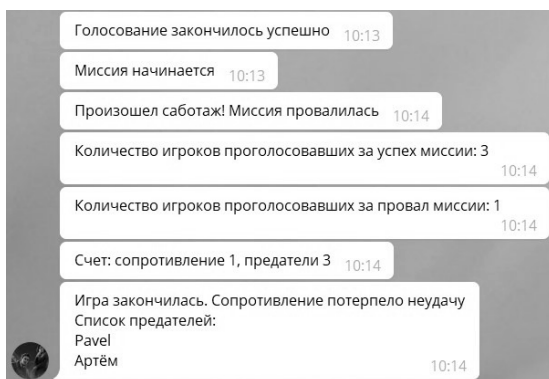 Голосование закончилось успешно 10:13
Миссия начинается 10:13
Произошел саботаж! Миссия провалилась 10:14
Количество игроков проголосовавших за успех миссии: 3
10:14
Количество игроков проголосовавших за провал миссии: 1
10:14
Счет: сопротивление 1, предатели 3 10:14
Игра закончилась. Сопротивление потерпело неудачу
Список предателей:
Pavel
Артём 10:14